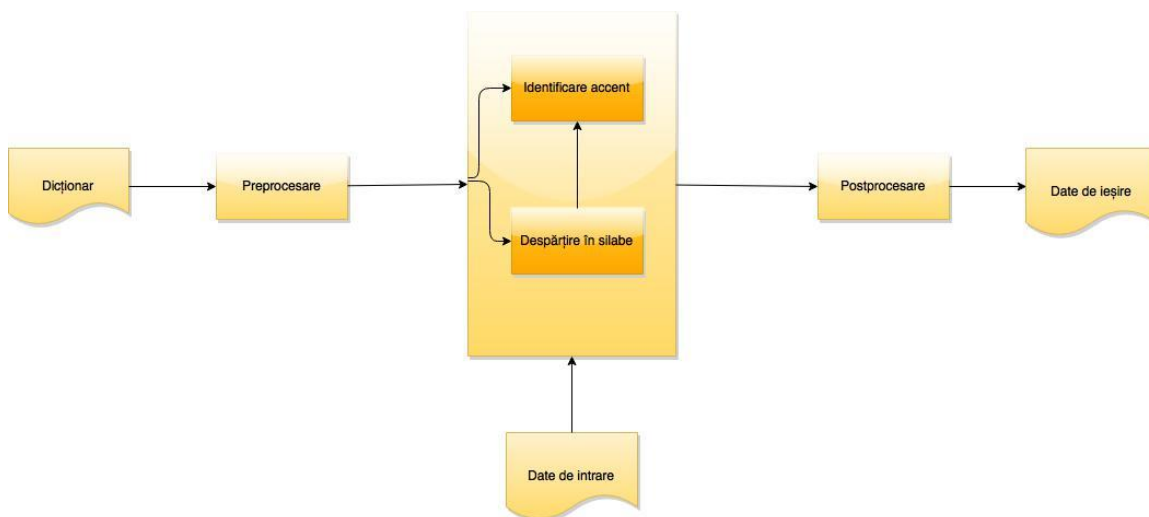 Identificare accent
Dicționar
Preprocesare
Despărțire în silabe
Postprocesare
Date de ieșire
Date de intrare